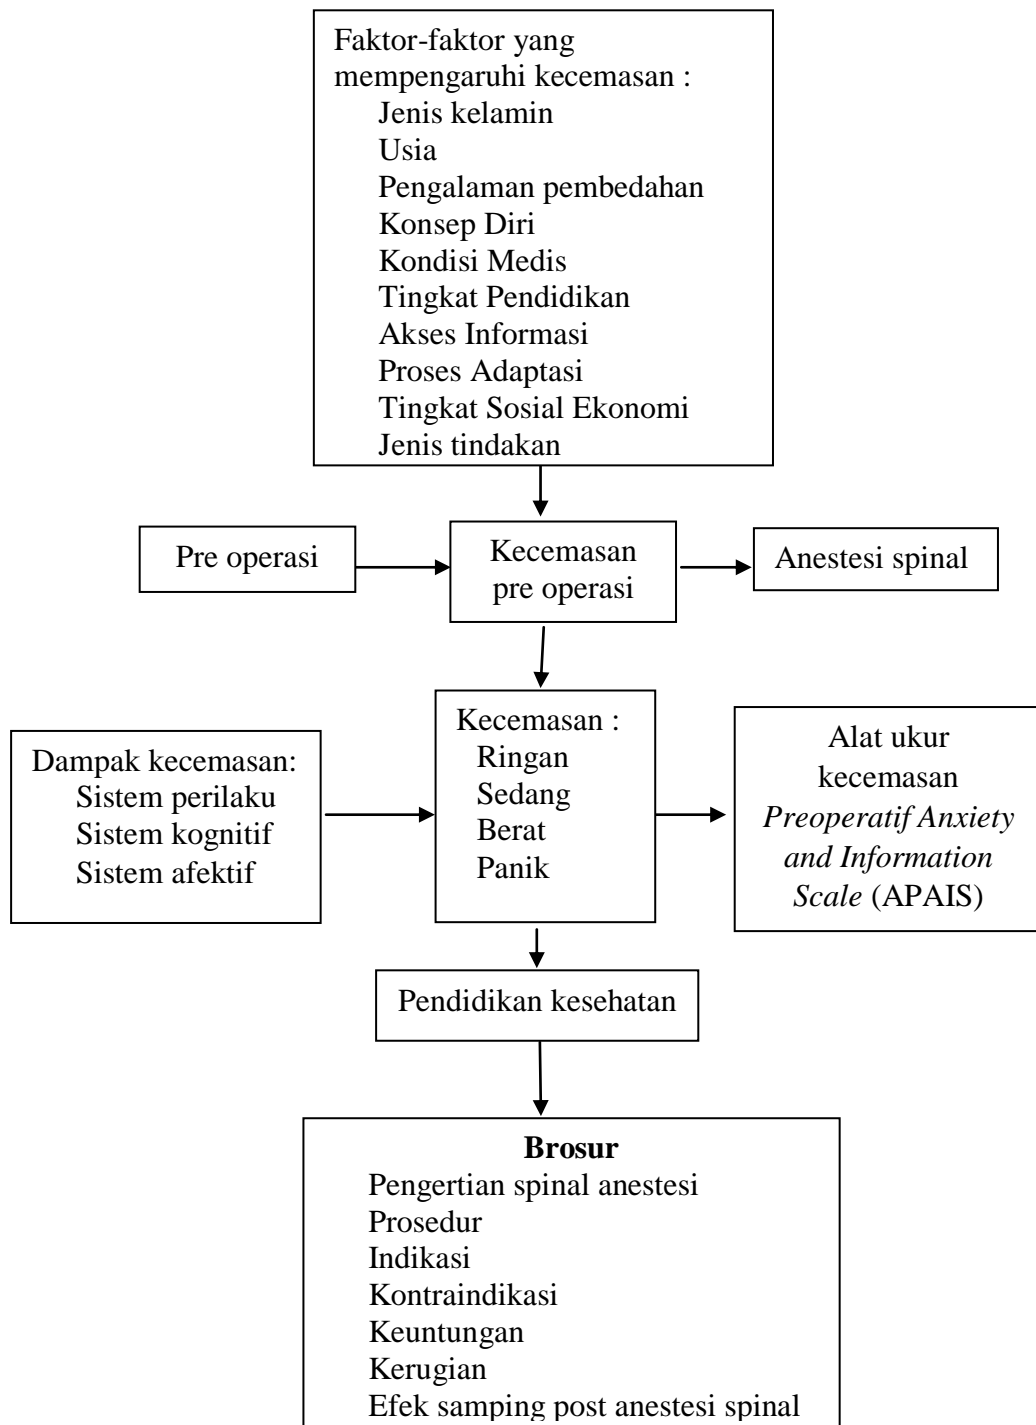 Faktor-faktor yang
mempengaruhi kecemasan :
Jenis kelamin
Usia
Pengalaman pembedahan
Konsep Diri
Kondisi Medis
Tingkat Pendidikan
Akses Informasi
Proses Adaptasi
Tingkat Sosial Ekonomi
Jenis tindakan
Pre operasi
Kecemasan
pre operasi
Anestesi spinal
Dampak kecemasan:
Sistem perilaku
Sistem kognitif
Sistem afektif
Kecemasan :
Ringan
Sedang
Berat
Panik
Alat ukur
kecemasan
Preoperatif Anxiety
and Information
Scale (APAIS)
Pendidikan kesehatan
Brosur
Pengertian spinal anestesi
Prosedur
Indikasi
Kontraindikasi
Keuntungan
Kerugian
Efek samping post anestesi spinal